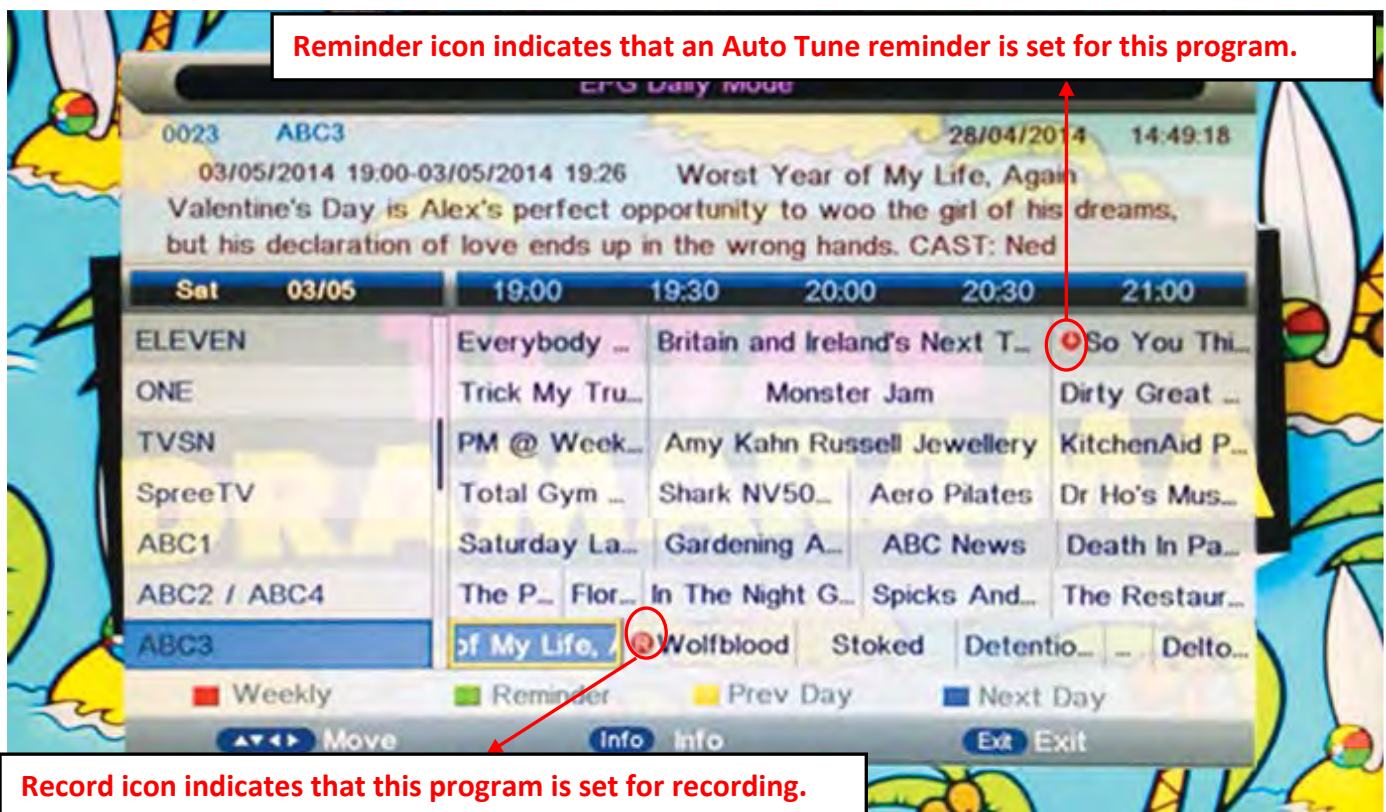 Reminder icon indicates that an Auto Tune reminder is set for this program.
EPG Daily Mode
0023 ABC3 28/04/2014 14:49:18
03/05/2014 19:00-03/05/2014 19:26 Worst Year of My Life, Again
Valentine's Day is Alex's perfect opportunity to woo the girl of his dreams,
but his declaration of love ends up in the wrong hands. CAST: Ned
Sat 03/05 19:00 19:30 20:00 20:30 21:00
ELEVEN Everybody ... Britain and Ireland's Next T... So You Thi...
ONE Trick My Tru... Monster Jam Dirty Great ...
TVSN PM @ Week... Amy Kahn Russell Jewellery KitchenAid P...
SpreeTV Total Gym ... Shark NV50... Aero Pilates Dr Ho's Mus...
DRAMARAMA
ABC1 Saturday La... Gardening A... ABC News Death In Pa...
ABC2 / ABC4 The P... Flor... In The Night G... Spicks And... The Restaur...
ABC3 of My Life, A R Wolfblood Stoked Detentio... ... Delto...
Weekly Reminder Prev Day Next Day
Move Info Info Exit Exit
Record icon indicates that this program is set for recording.